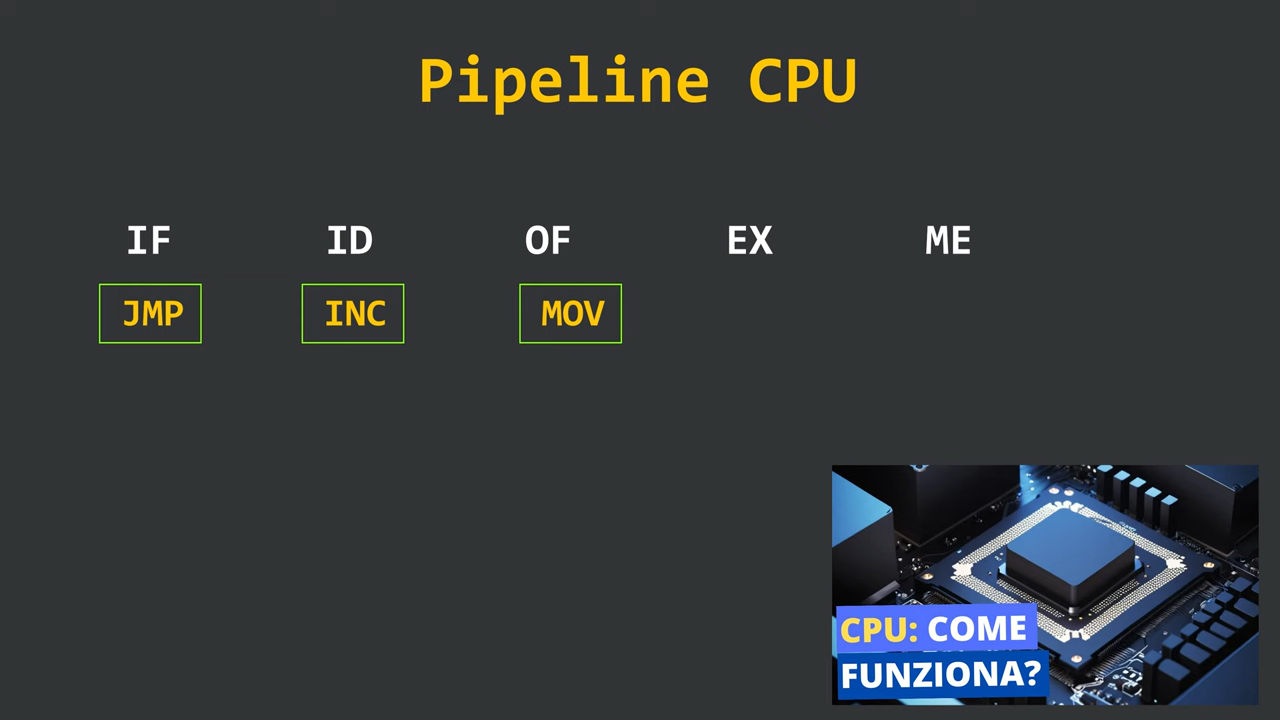 Pipeline CPU
IF ID OF EX ME
JMP INC MOV
CPU: COME
FUNZIONA?